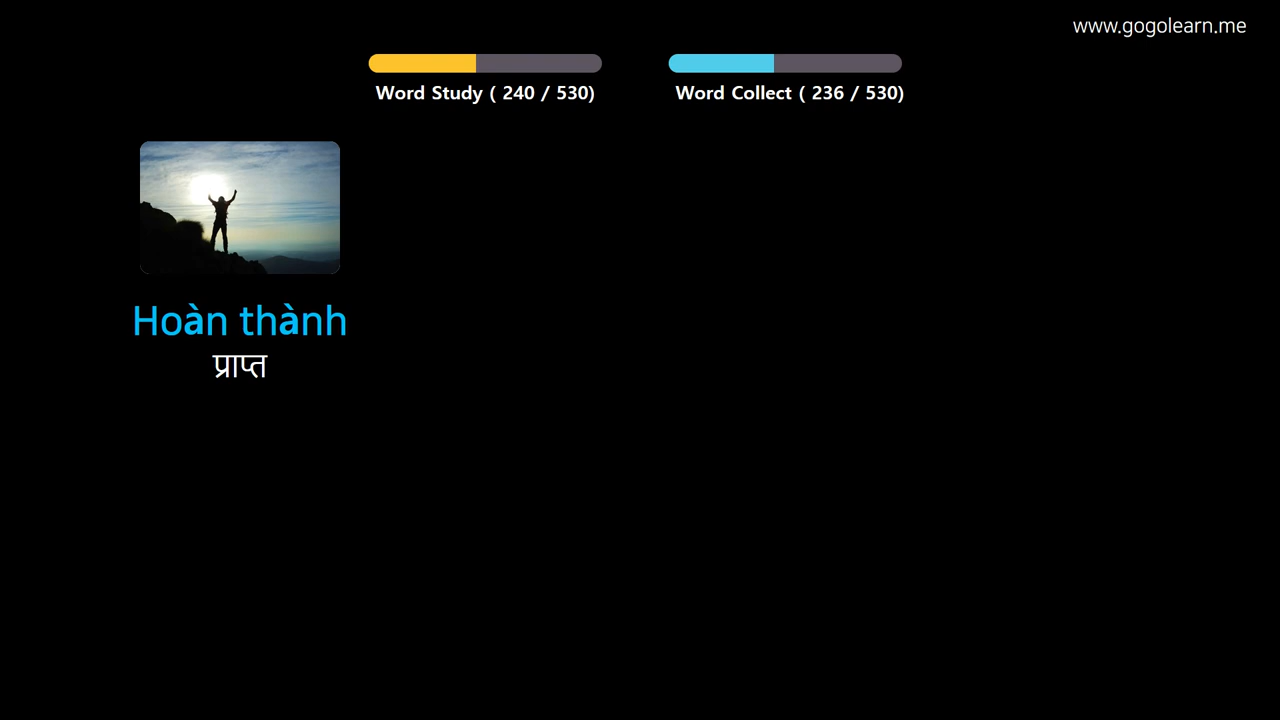 www.gogolearn.me
Word Study ( 240 / 530)
Word Collect ( 236 / 530)
Hoàn thành
प्राप्त